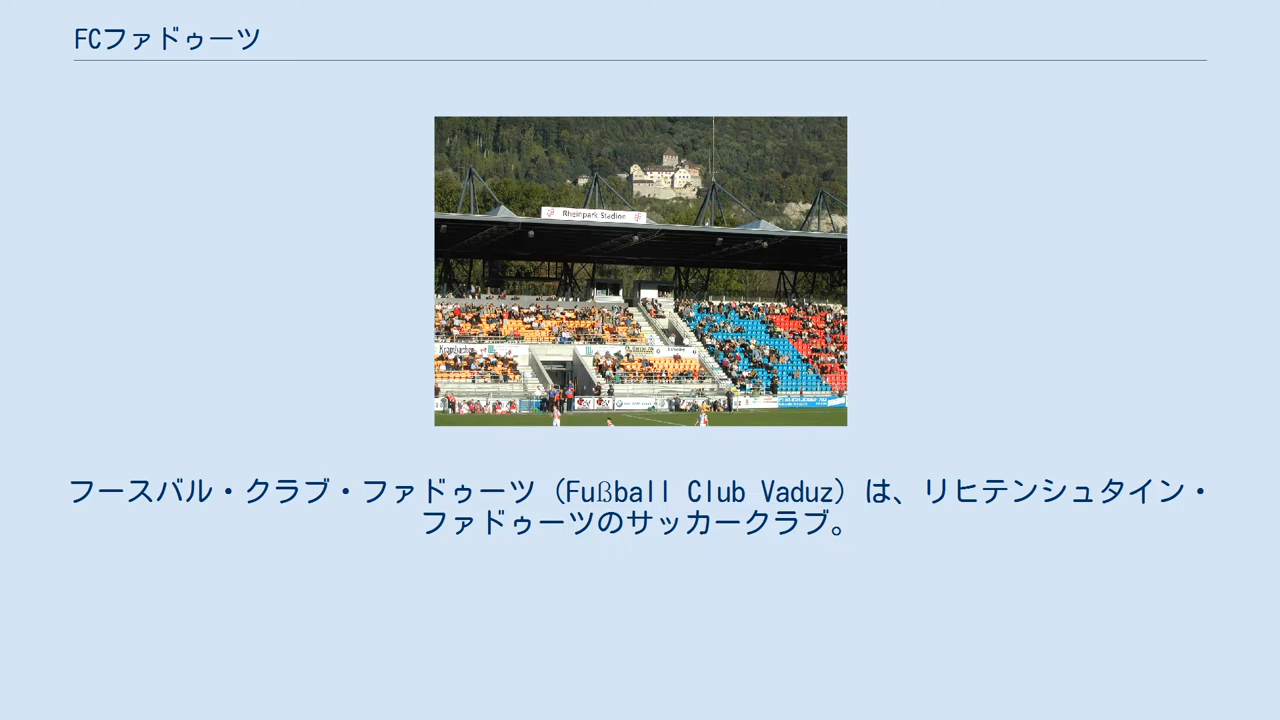 FCファドゥーツ
Rheinpark Stadion
Krombacher
フースバル・クラブ・ファドゥーツ（Fußball Club Vaduz）は、リヒテンシュタイン・
ファドゥーツのサッカークラブ。